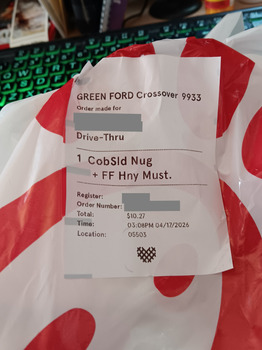 GREEN FORD Crossover 9933
Order made for
Drive-Thru
1 CobSld Nug
+ FF Hny Must.
Register:
Order Number:
Total: $10.27
Time: 03:08PM 04/17/2026
Location: 05503